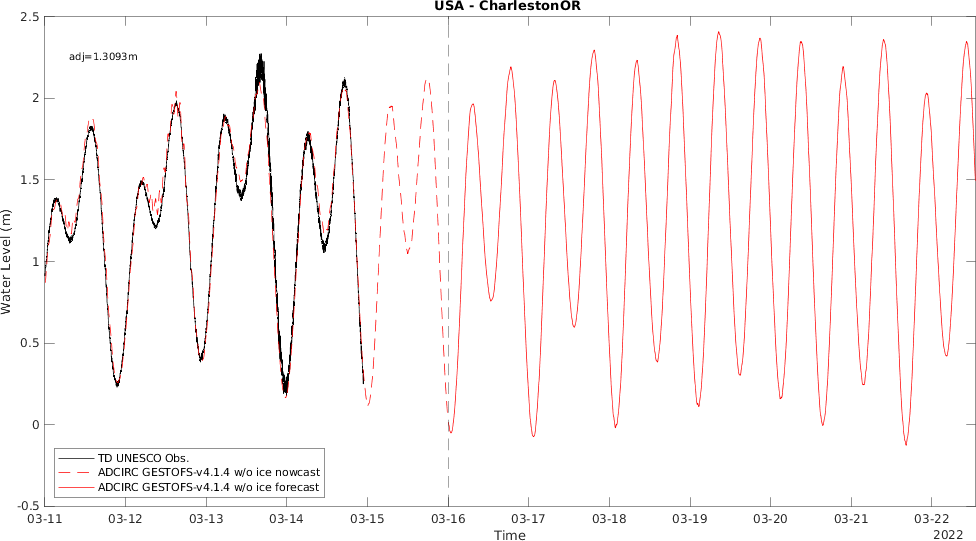 USA - CharlestonOR
2.5
adj=1.3093m
2
1.5
1
0.5
0
-0.5
Water Level (m)
TD UNESCO Obs.
ADCIRC GESTOFS-v4.1.4 w/o ice nowcast
ADCIRC GESTOFS-v4.1.4 w/o ice forecast
03-11 03-12 03-13 03-14 03-15 03-16 03-17 03-18 03-19 03-20 03-21 03-22
Time
2022